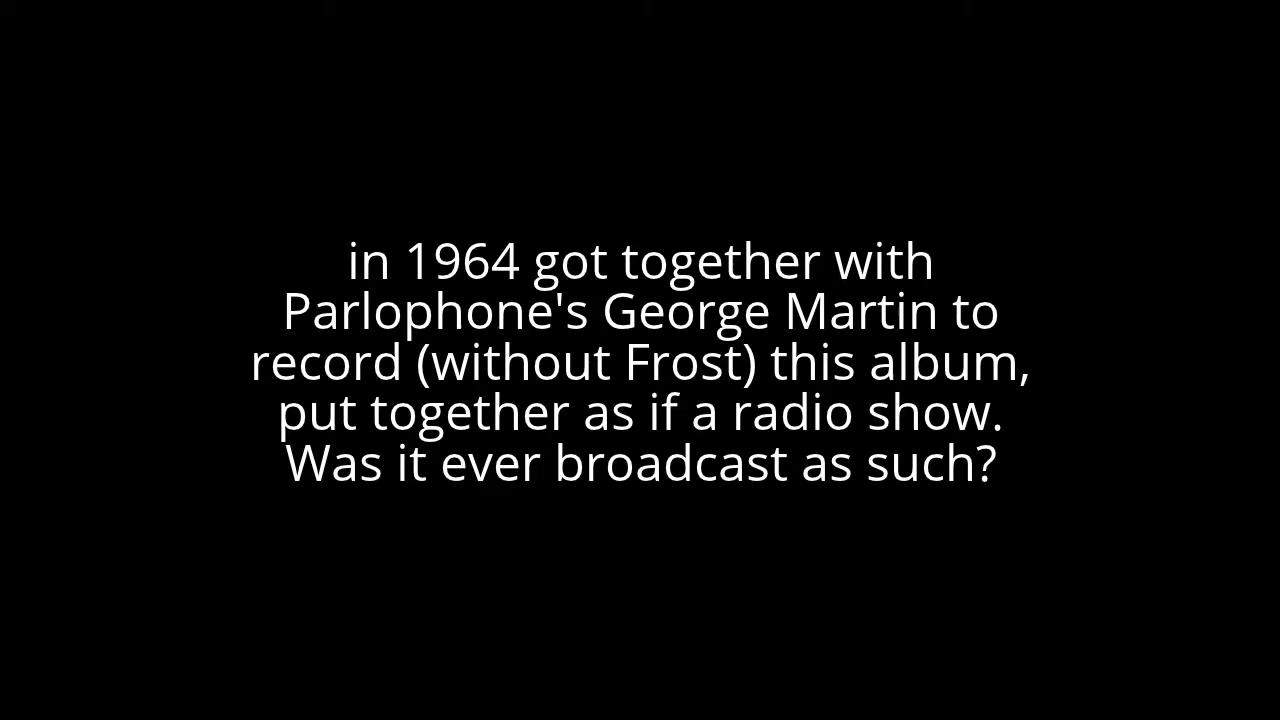 in 1964 got together with
Parlophone's George Martin to
record (without Frost) this album,
put together as if a radio show.
Was it ever broadcast as such?